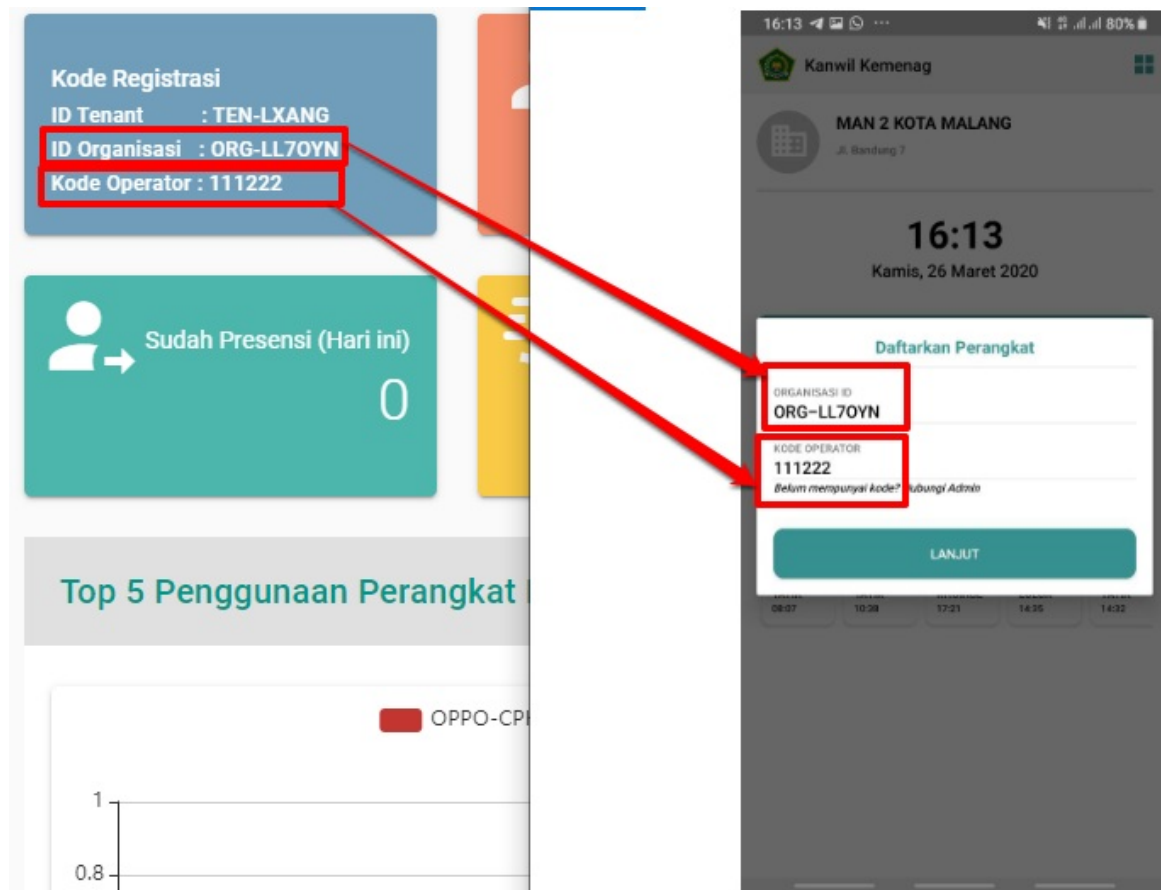 Kode Registrasi
ID Tenant : TEN-LXANG
ID Organisasi : ORG-LL7OYN
Kode Operator : 111222
Sudah Presensi (Hari ini)
0
Top 5 Penggunaan Perangkat
OPPO-CPH
1
0.8
16:13 80%
Kanwil Kemenag
MAN 2 KOTA MALANG
Jl. Bandung 7
16:13
Kamis, 26 Maret 2020
Daftarkan Perangkat
ORGANISASI ID
ORG-LL7OYN
KODE OPERATOR
111222
Belum mempunyai kode? Hubungi Admin
LANJUT
08:07 10:38 17:21 14:35 14:32